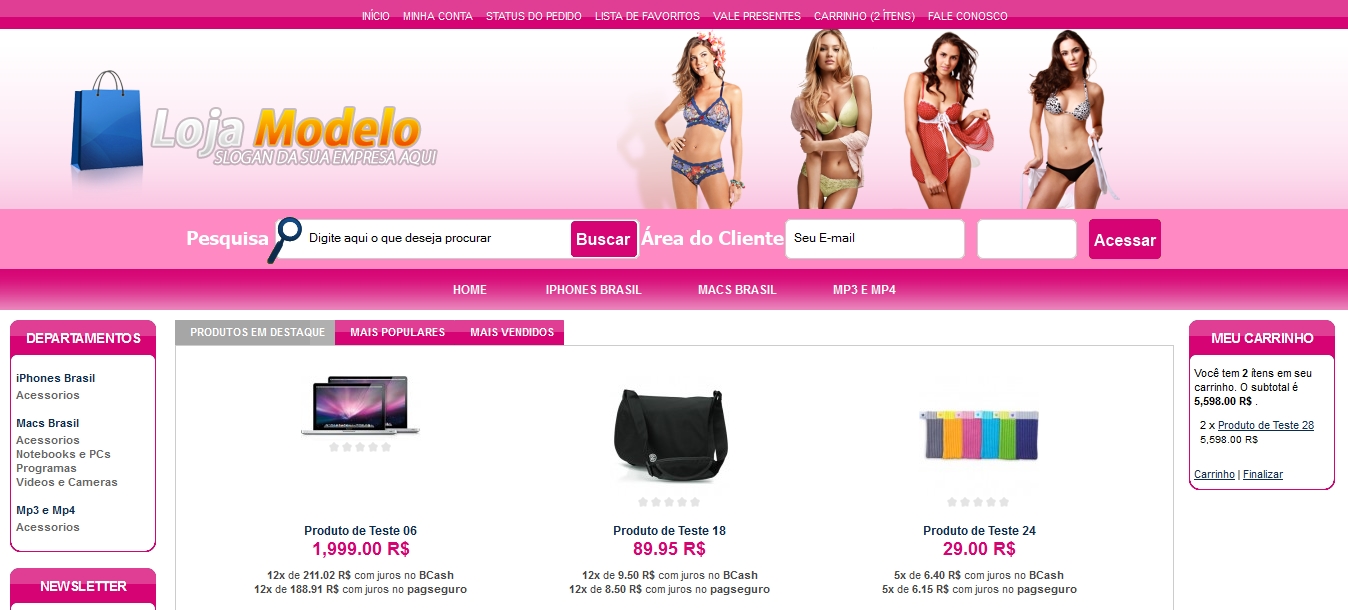 INÍCIO MINHA CONTA STATUS DO PEDIDO LISTA DE FAVORITOS VALE PRESENTES CARRINHO (2 ÍTENS) FALE CONOSCO
Loja Modelo
SLOGAN DA SUA EMPRESA AQUI
Pesquisa Digite aqui o que deseja procurar Buscar Área do Cliente Seu E-mail Acessar
HOME IPHONES BRASIL MACS BRASIL MP3 E MP4
DEPARTAMENTOS
iPhones Brasil
Acessorios
Macs Brasil
Acessorios
Notebooks e PCs
Programas
Videos e Cameras
Mp3 e Mp4
Acessorios
NEWSLETTER
PRODUTOS EM DESTAQUE MAIS POPULARES MAIS VENDIDOS
Produto de Teste 06
1,999.00 R$
12x de 211.02 R$ com juros no BCash
12x de 188.91 R$ com juros no pagseguro
Produto de Teste 18
89.95 R$
12x de 9.50 R$ com juros no BCash
12x de 8.50 R$ com juros no pagseguro
Produto de Teste 24
29.00 R$
5x de 6.40 R$ com juros no BCash
5x de 6.15 R$ com juros no pagseguro
MEU CARRINHO
Você tem 2 ítens em seu
carrinho. O subtotal é
5,598.00 R$ .
2 x Produto de Teste 28
5,598.00 R$
Carrinho | Finalizar